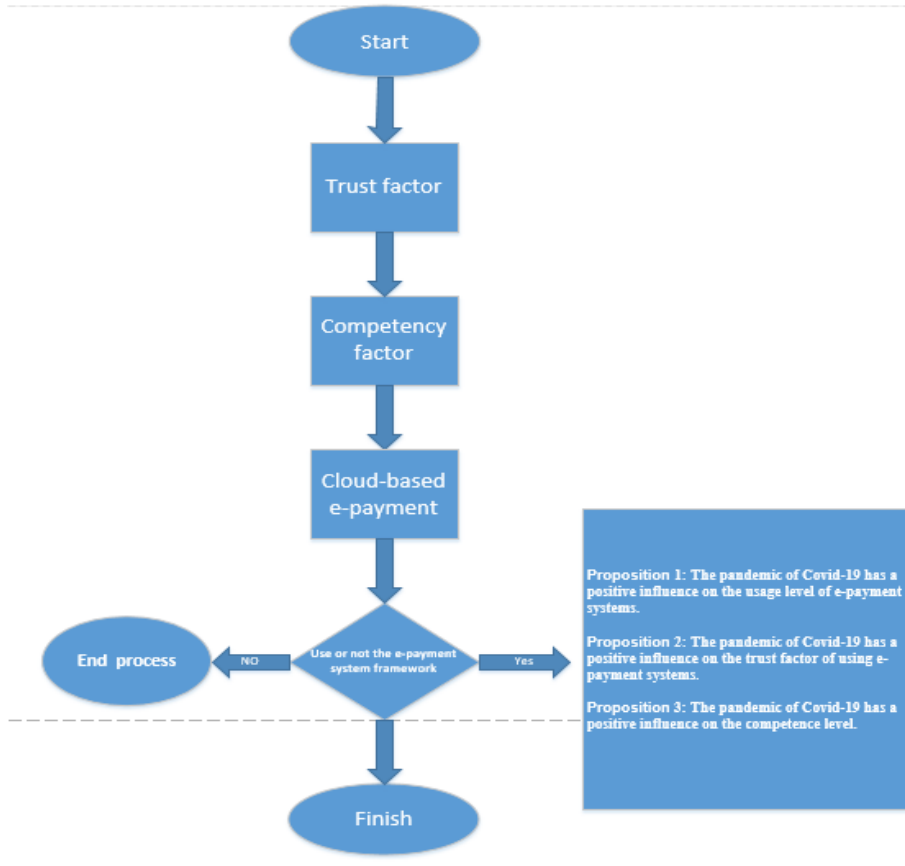 Start
Trust factor
Competency
factor
Cloud-based
e-payment
Use or not the e-payment
system framework
NO
End process
Yes
Proposition 1: The pandemic of Covid-19 has a
positive influence on the usage level of e-payment
systems.
Proposition 2: The pandemic of Covid-19 has a
positive influence on the trust factor of using e-
payment systems.
Proposition 3: The pandemic of Covid-19 has a
positive influence on the competence level.
Finish